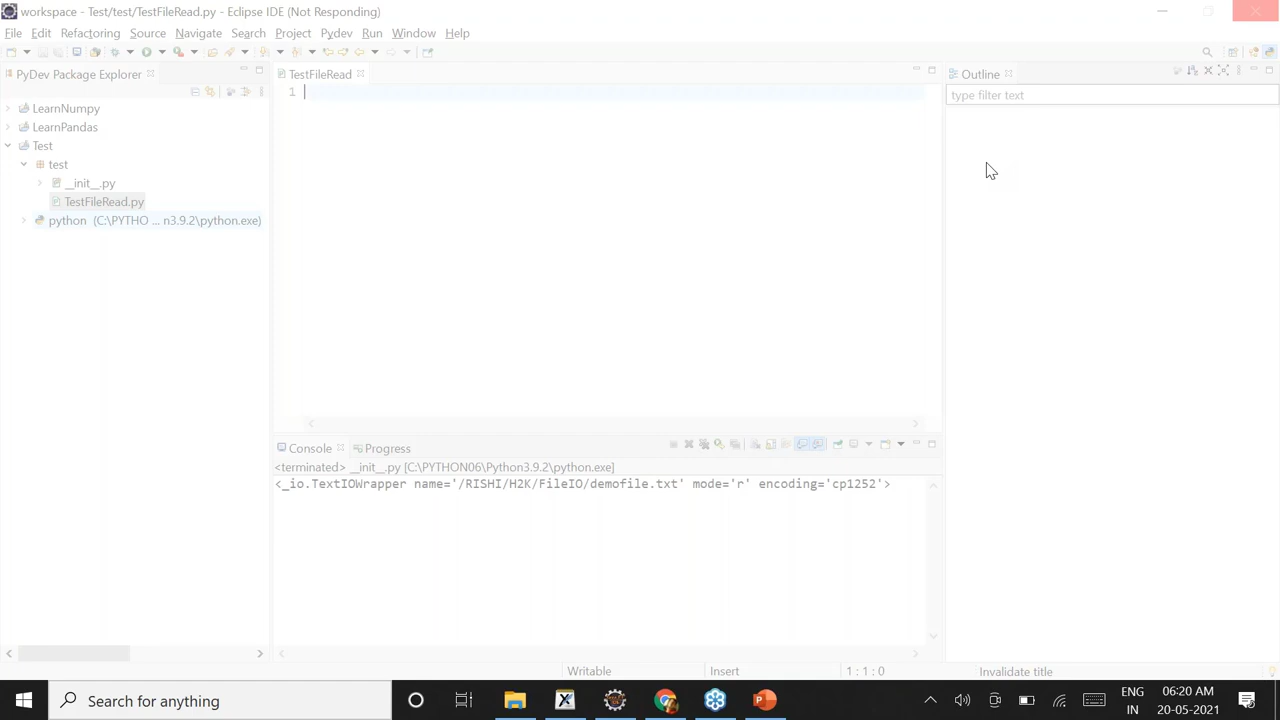 workspace - Test/test/TestFileRead.py - Eclipse IDE (Not Responding)
File Edit Refactoring Source Navigate Search Project Pydev Run Window Help
PyDev Package Explorer
LearnNumpy
LearnPandas
Test
test
__init__.py
TestFileRead.py
python (C:\PYTHO ... n3.9.2\python.exe)
TestFileRead
1
Outline
type filter text
Console Progress
<terminated> __init__.py [C:\PYTHON06\Python3.9.2\python.exe]
<_io.TextIOWrapper name='/RISHI/H2K/FileIO/demofile.txt' mode='r' encoding='cp1252'>
Writable Insert 1 : 1 : 0 Invalidate title
Search for anything
ENG
IN
06:20 AM
20-05-2021